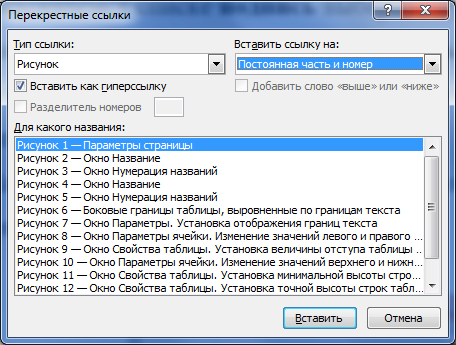 Перекрестные ссылки
Тип ссылки:
Вставить ссылку на:
Рисунок
Постоянная часть и номер
Вставить как гиперссылку
Добавить слово «выше» или «ниже»
Разделитель номеров
Для какого названия:
Рисунок 1 — Параметры страницы
Рисунок 2 — Окно Название
Рисунок 3 — Окно Нумерация названий
Рисунок 4 — Окно Название
Рисунок 5 — Окно Нумерация названий
Рисунок 6 — Боковые границы таблицы, выровненные по границам текста
Рисунок 7 — Окно Параметры. Установка отображения границ текста
Рисунок 8 — Окно Параметры ячейки. Изменение значений левого и правого ...
Рисунок 9 — Окно Свойства таблицы. Установка величины отступа таблицы ...
Рисунок 10 — Окно Параметры ячейки. Изменение значений верхнего и нижн...
Рисунок 11 — Окно Свойства таблицы. Установка минимальной высоты стро...
Рисунок 12 — Окно Свойства таблицы. Установка точной высоты строк табл...
Вставить
Отмена